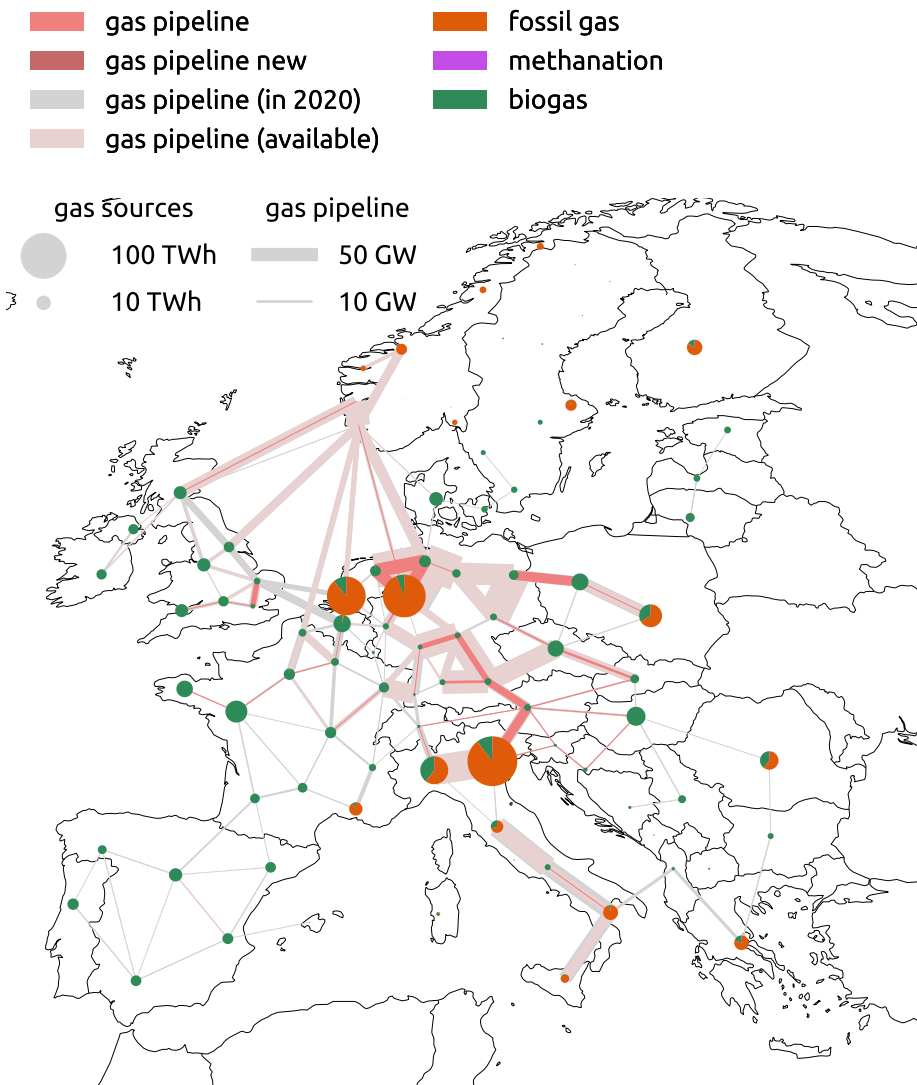 gas pipeline
gas pipeline new
gas pipeline (in 2020)
gas pipeline (available)
fossil gas
methanation
biogas
gas sources
100 TWh
10 TWh
gas pipeline
50 GW
10 GW